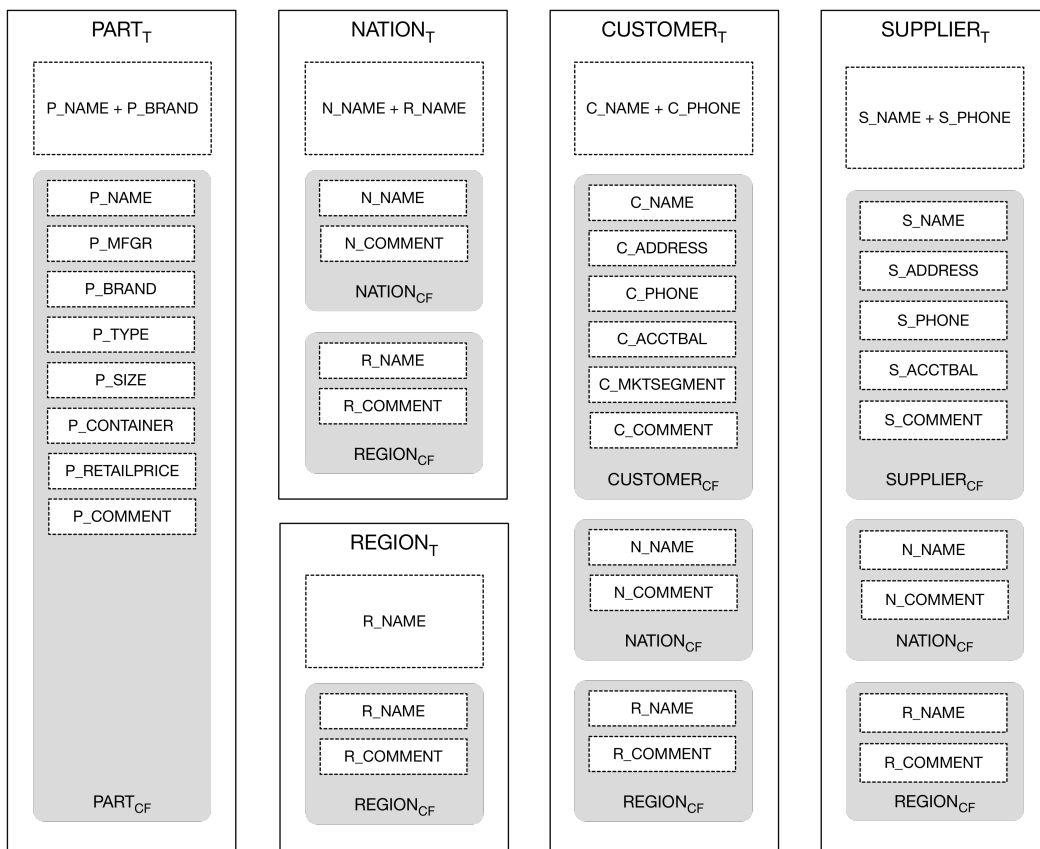 PART_T
P_NAME + P_BRAND
P_NAME
P_MFGR
P_BRAND
P_TYPE
P_SIZE
P_CONTAINER
P_RETAILPRICE
P_COMMENT
PART_CF
NATION_T
N_NAME + R_NAME
N_NAME
N_COMMENT
NATION_CF
R_NAME
R_COMMENT
REGION_CF
REGION_T
R_NAME
R_NAME
R_COMMENT
REGION_CF
CUSTOMER_T
C_NAME + C_PHONE
C_NAME
C_ADDRESS
C_PHONE
C_ACCTBAL
C_MKTSEGMENT
C_COMMENT
CUSTOMER_CF
N_NAME
N_COMMENT
NATION_CF
R_NAME
R_COMMENT
REGION_CF
SUPPLIER_T
S_NAME + S_PHONE
S_NAME
S_ADDRESS
S_PHONE
S_ACCTBAL
S_COMMENT
SUPPLIER_CF
N_NAME
N_COMMENT
NATION_CF
R_NAME
R_COMMENT
REGION_CF